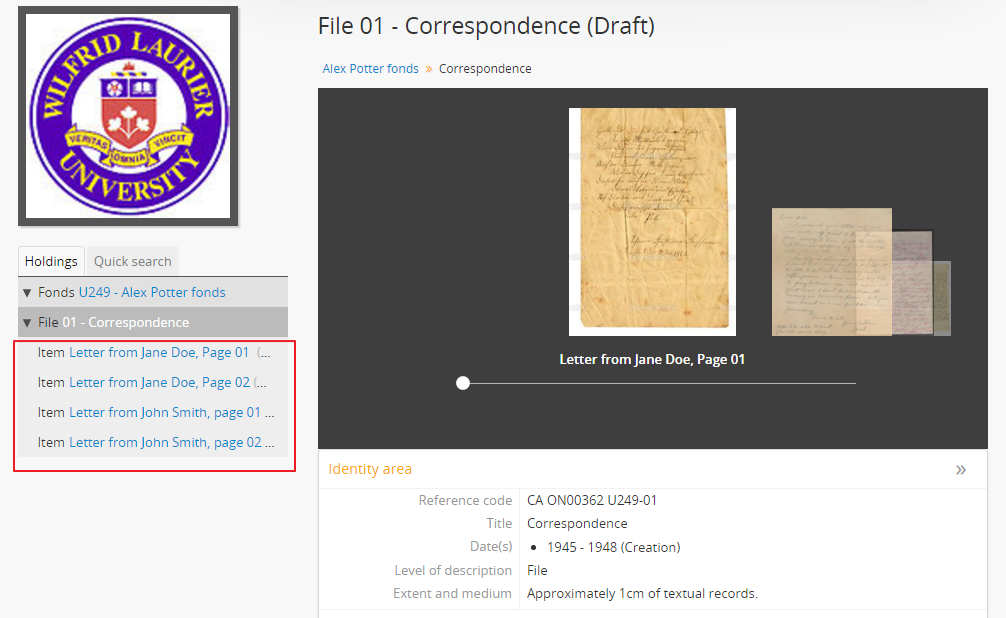 WILFRID LAURIER
UNIVERSITY
VERITAS OMNIA VINCIT
File 01 - Correspondence (Draft)
Alex Potter fonds » Correspondence
Letter from Jane Doe, Page 01
Holdings
Quick search
▼ Fonds U249 - Alex Potter fonds
▼ File 01 - Correspondence
Item Letter from Jane Doe, Page 01 (...
Item Letter from Jane Doe, Page 02 (...
Item Letter from John Smith, page 01 ...
Item Letter from John Smith, page 02 ...
Identity area »
Reference code CA ON00362 U249-01
Title Correspondence
Date(s) • 1945 - 1948 (Creation)
Level of description File
Extent and medium Approximately 1cm of textual records.